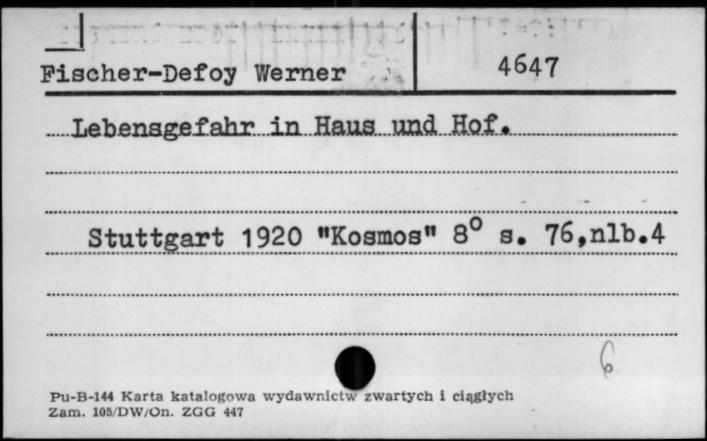 Fischer-Defoy Werner 4647
Lebensgefahr in Haus und Hof.
Stuttgart 1920 "Kosmos" 8° s. 76,nlb.4
6
Pu-B-144 Karta katalogowa wydawnictw zwartych i ciągłych
Zam. 105/DW/On. ZGG 447